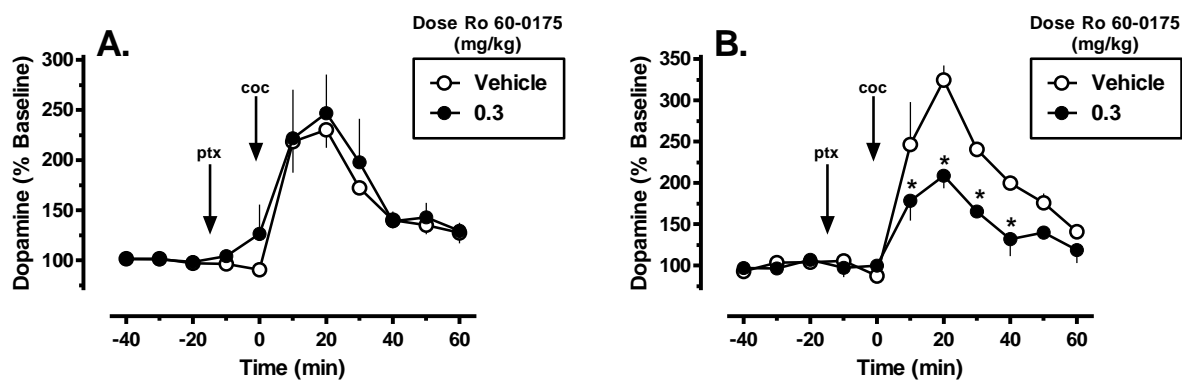 A.
Dose Ro 60-0175
(mg/kg)
Vehicle
0.3
Dopamine (% Baseline)
300
250
200
150
100
coc
ptx
-40
-20
0
20
40
60
Time (min)
B.
Dose Ro 60-0175
(mg/kg)
Vehicle
0.3
Dopamine (% Baseline)
350
300
250
200
150
100
coc
ptx
*
*
*
*
-40
-20
0
20
40
60
Time (min)